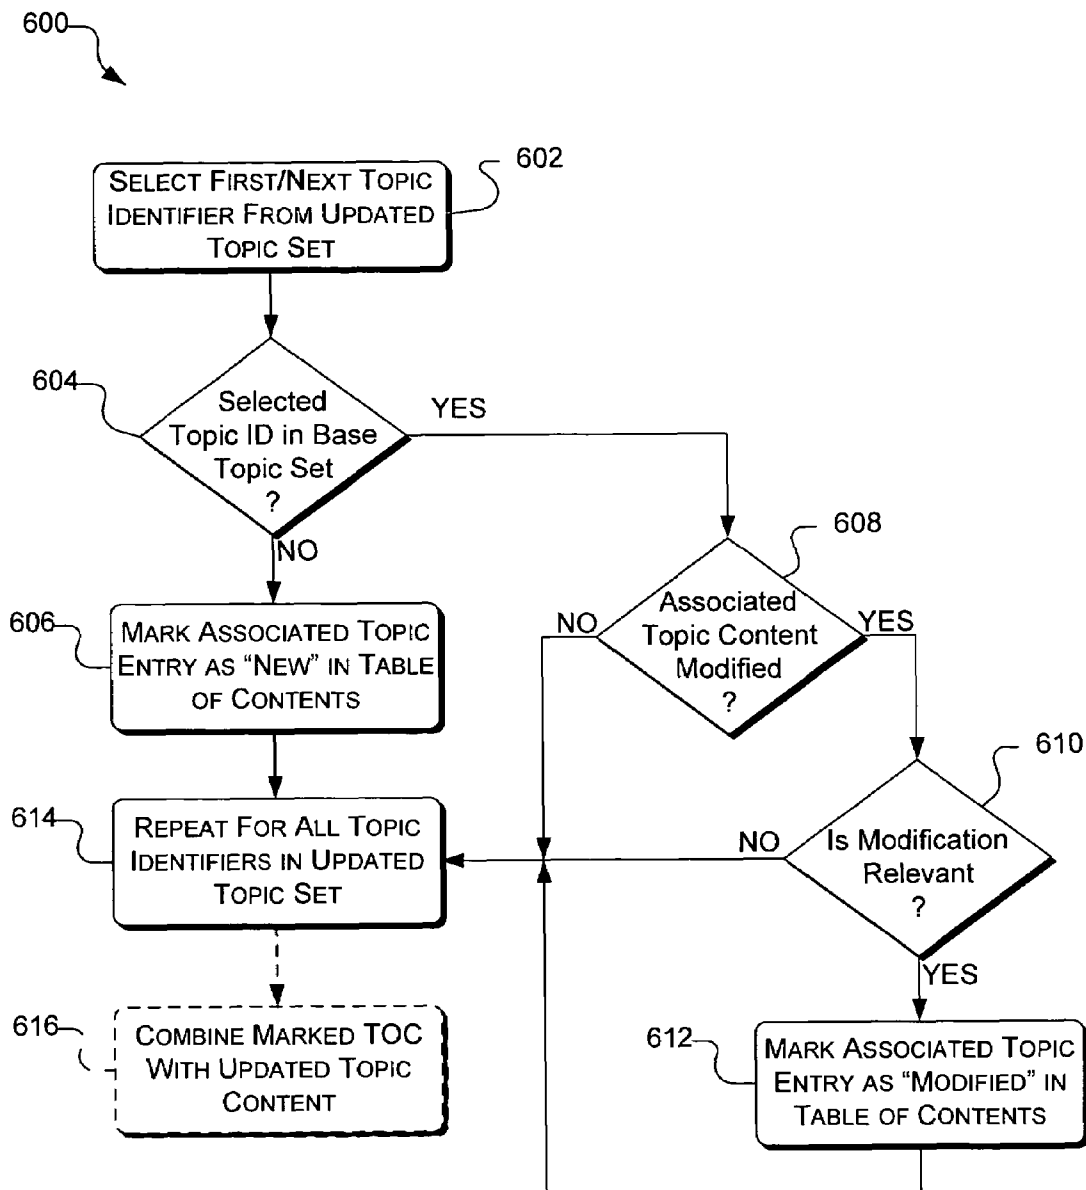 600
602
SELECT FIRST/NEXT TOPIC
IDENTIFIER FROM UPDATED
TOPIC SET
604
Selected
Topic ID in Base
Topic Set
?
YES
NO
608
Associated
Topic Content
Modified
?
NO
YES
606
MARK ASSOCIATED TOPIC
ENTRY AS “NEW” IN TABLE
OF CONTENTS
610
Is Modification
Relevant
?
NO
YES
614
REPEAT FOR ALL TOPIC
IDENTIFIERS IN UPDATED
TOPIC SET
616
COMBINE MARKED TOC
WITH UPDATED TOPIC
CONTENT
612
MARK ASSOCIATED TOPIC
ENTRY AS “MODIFIED” IN
TABLE OF CONTENTS